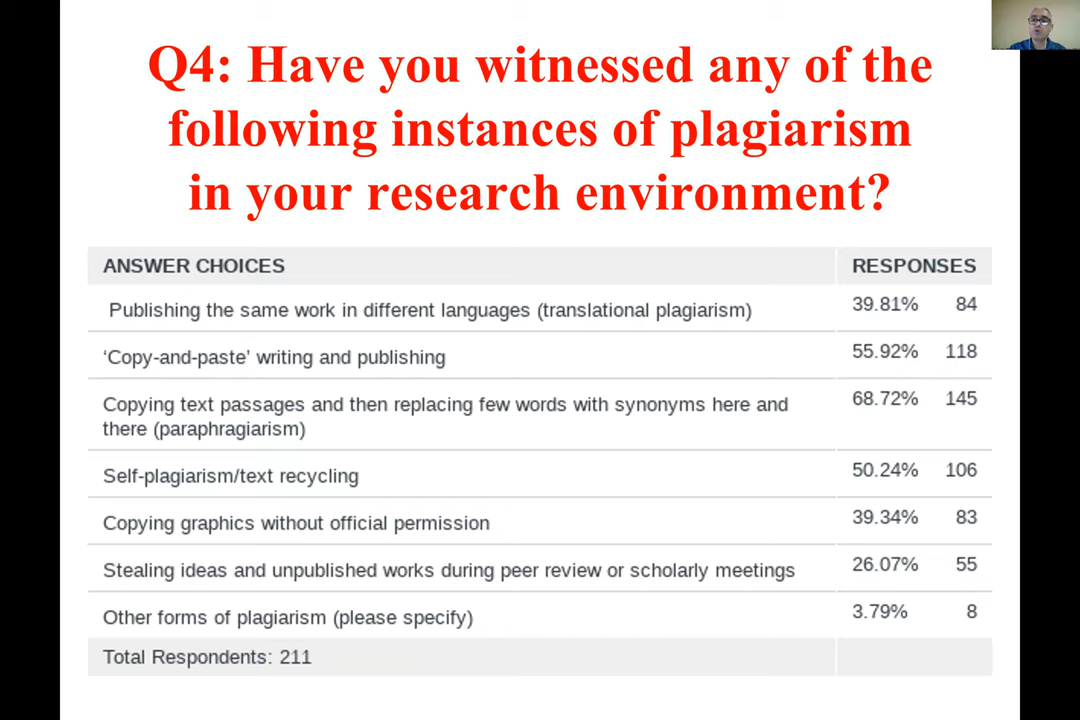 Q4: Have you witnessed any of the
following instances of plagiarism
in your research environment?
ANSWER CHOICES RESPONSES
Publishing the same work in different languages (translational plagiarism) 39.81% 84
‘Copy-and-paste’ writing and publishing 55.92% 118
Copying text passages and then replacing few words with synonyms here and 68.72% 145
there (paraphragiarism)
Self-plagiarism/text recycling 50.24% 106
Copying graphics without official permission 39.34% 83
Stealing ideas and unpublished works during peer review or scholarly meetings 26.07% 55
Other forms of plagiarism (please specify) 3.79% 8
Total Respondents: 211